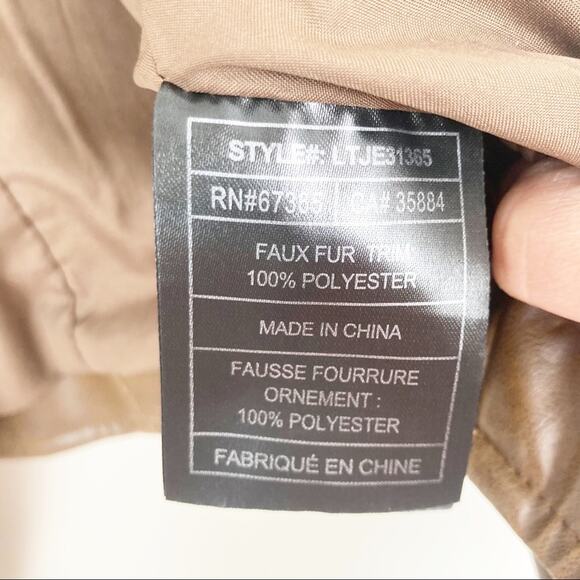 STYLE#: LTJE31365
RN#67385 CA# 35884
FAUX FUR TRIM
100% POLYESTER
MADE IN CHINA
FAUSSE FOURRURE
ORNEMENT :
100% POLYESTER
FABRIQUÉ EN CHINE